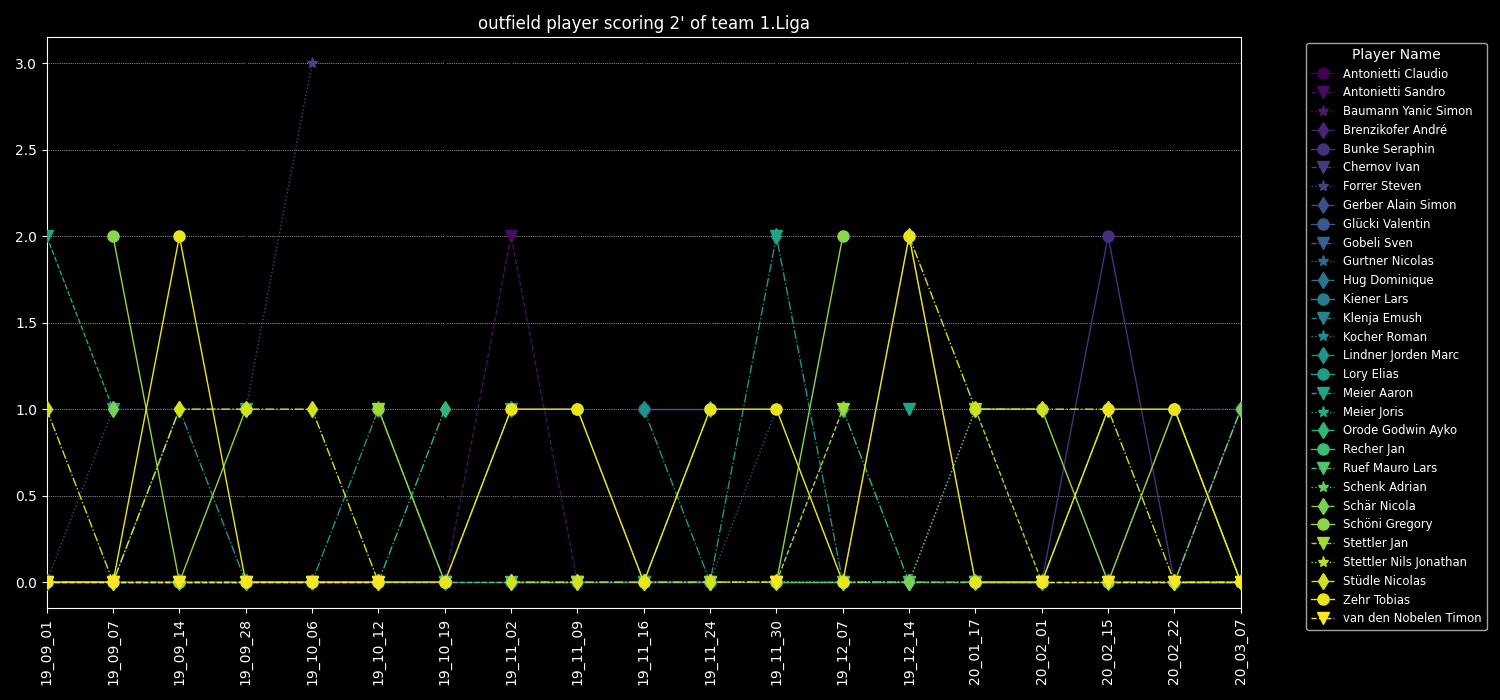 outfield player scoring 2' of team 1.Liga
3.0
2.5
2.0
1.5
1.0
0.5
0.0
19_09_01
19_09_07
19_09_14
19_09_28
19_10_06
19_10_12
19_10_19
19_11_02
19_11_09
19_11_16
19_11_24
19_11_30
19_12_07
19_12_14
20_01_17
20_02_01
20_02_15
20_02_22
20_03_07
Player Name
Antonietti Claudio
Antonietti Sandro
Baumann Yanic Simon
Brenzikofer André
Bunke Seraphin
Chernov Ivan
Forrer Steven
Gerber Alain Simon
Glücki Valentin
Gobeli Sven
Gurtner Nicolas
Hug Dominique
Kiener Lars
Klenja Emush
Kocher Roman
Lindner Jorden Marc
Lory Elias
Meier Aaron
Meier Joris
Orode Godwin Ayko
Recher Jan
Ruef Mauro Lars
Schenk Adrian
Schär Nicola
Schöni Gregory
Stettler Jan
Stettler Nils Jonathan
Stüdle Nicolas
Zehr Tobias
van den Nobelen Timon